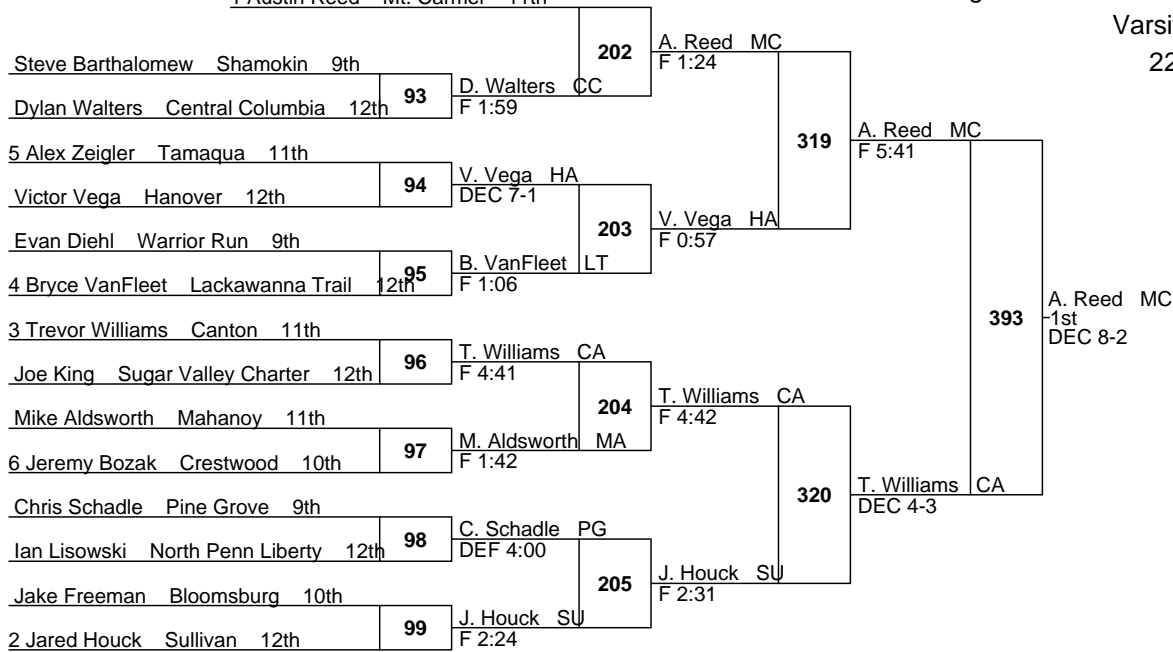 202
A. Reed MC
F 1:24
Varsi
22
Steve Barthalomew Shamokin 9th
93
D. Walters CC
F 1:59
Dylan Walters Central Columbia 12th
319
A. Reed MC
F 5:41
5 Alex Zeigler Tamaqua 11th
94
V. Vega HA
DEC 7-1
Victor Vega Hanover 12th
203
V. Vega HA
F 0:57
Evan Diehl Warrior Run 9th
95
B. VanFleet LT
F 1:06
4 Bryce VanFleet Lackawanna Trail 12th
393
A. Reed MC
1st
DEC 8-2
3 Trevor Williams Canton 11th
96
T. Williams CA
F 4:41
Joe King Sugar Valley Charter 12th
204
T. Williams CA
F 4:42
Mike Aldsworth Mahanoy 11th
97
M. Aldsworth MA
F 1:42
6 Jeremy Bozak Crestwood 10th
320
T. Williams CA
DEC 4-3
Chris Schadle Pine Grove 9th
98
C. Schadle PG
DEF 4:00
Ian Lisowski North Penn Liberty 12th
205
J. Houck SU
F 2:31
Jake Freeman Bloomsburg 10th
99
J. Houck SU
F 2:24
2 Jared Houck Sullivan 12th